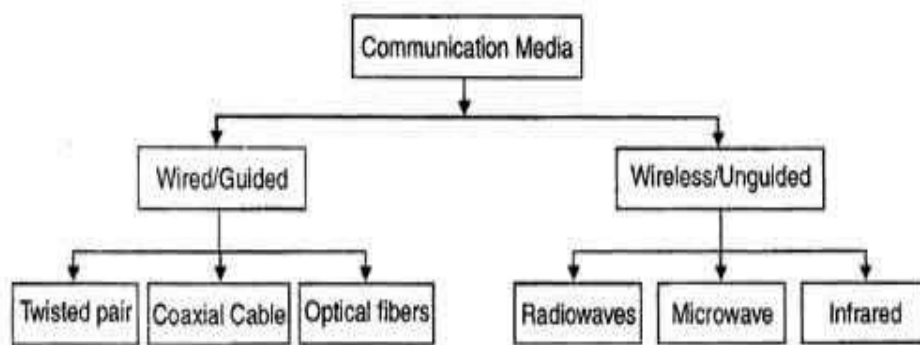 Communication Media
Wired/Guided
Wireless/Unguided
Twisted pair
Coaxial Cable
Optical fibers
Radiowaves
Microwave
Infrared